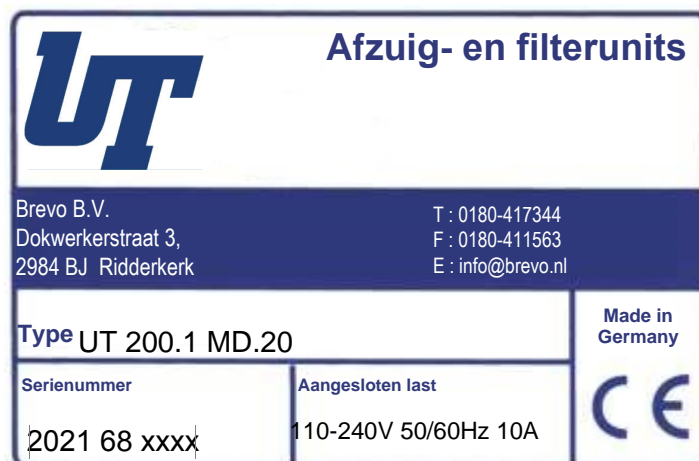 UT
Afzuig- en filterunits
Brevo B.V.
Dokwerkerstraat 3,
2984 BJ Ridderkerk
T : 0180-417344
F : 0180-411563
E : info@brevo.nl
Type UT 200.1 MD.20
Made in
Germany
Serienummer
2021 68 xxxx
Aangesloten last
110-240V 50/60Hz 10A
CE